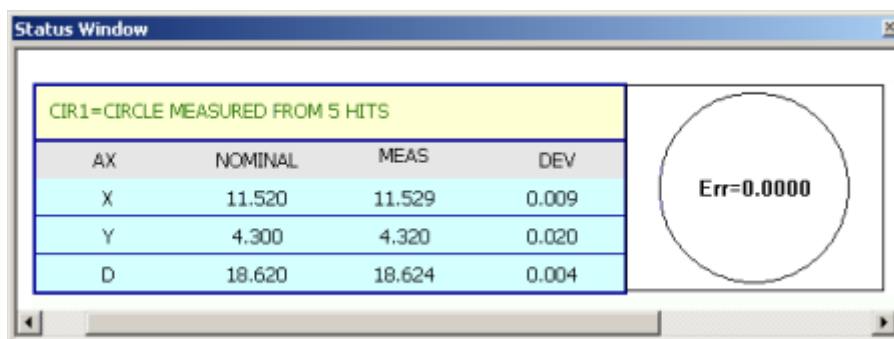 Status Window
CIR1=CIRCLE MEASURED FROM 5 HITS
AX NOMINAL MEAS DEV
X 11.520 11.529 0.009
Y 4.300 4.320 0.020
D 18.620 18.624 0.004
Err=0.0000